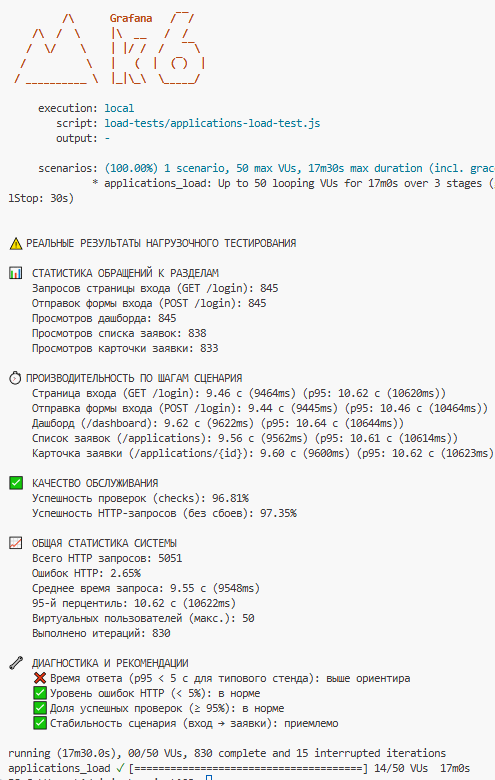 Grafana
execution: local
script: load-tests/applications-load-test.js
output: -
scenarios: (100.00%) 1 scenario, 50 max VUs, 17m30s max duration (incl. grac
* applications_load: Up to 50 looping VUs for 17m0s over 3 stages (
lStop: 30s)
РЕАЛЬНЫЕ РЕЗУЛЬТАТЫ НАГРУЗОЧНОГО ТЕСТИРОВАНИЯ
СТАТИСТИКА ОБРАЩЕНИЙ К РАЗДЕЛАМ
Запросов страницы входа (GET /login): 845
Отправок формы входа (POST /login): 845
Просмотров дашборда: 845
Просмотров списка заявок: 838
Просмотров карточки заявки: 833
ПРОИЗВОДИТЕЛЬНОСТЬ ПО ШАГАМ СЦЕНАРИЯ
Страница входа (GET /login): 9.46 с (9464ms) (p95: 10.62 с (10620ms))
Отправка формы входа (POST /login): 9.44 с (9445ms) (p95: 10.46 с (10464ms))
Дашборд (/dashboard): 9.62 с (9622ms) (p95: 10.64 с (10644ms))
Список заявок (/applications): 9.56 с (9562ms) (p95: 10.61 с (10614ms))
Карточка заявки (/applications/{id}): 9.60 с (9600ms) (p95: 10.62 с (10623ms)
КАЧЕСТВО ОБСЛУЖИВАНИЯ
Успешность проверок (checks): 96.81%
Успешность HTTP-запросов (без сбоев): 97.35%
ОБЩАЯ СТАТИСТИКА СИСТЕМЫ
Всего HTTP запросов: 5051
Ошибок HTTP: 2.65%
Среднее время запроса: 9.55 с (9548ms)
95-й перцентиль: 10.62 с (10622ms)
Виртуальных пользователей (макс.): 50
Выполнено итераций: 830
ДИАГНОСТИКА И РЕКОМЕНДАЦИИ
❌ Время ответа (p95 < 5 с для типового стенда): выше ориентира
✅ Уровень ошибок HTTP (< 5%): в норме
✅ Доля успешных проверок (≥ 95%): в норме
✅ Стабильность сценария (вход → заявки): приемлемо
running (17m30.0s), 00/50 VUs, 830 complete and 15 interrupted iterations
applications_load ✓ [======================================] 14/50 VUs 17m0s